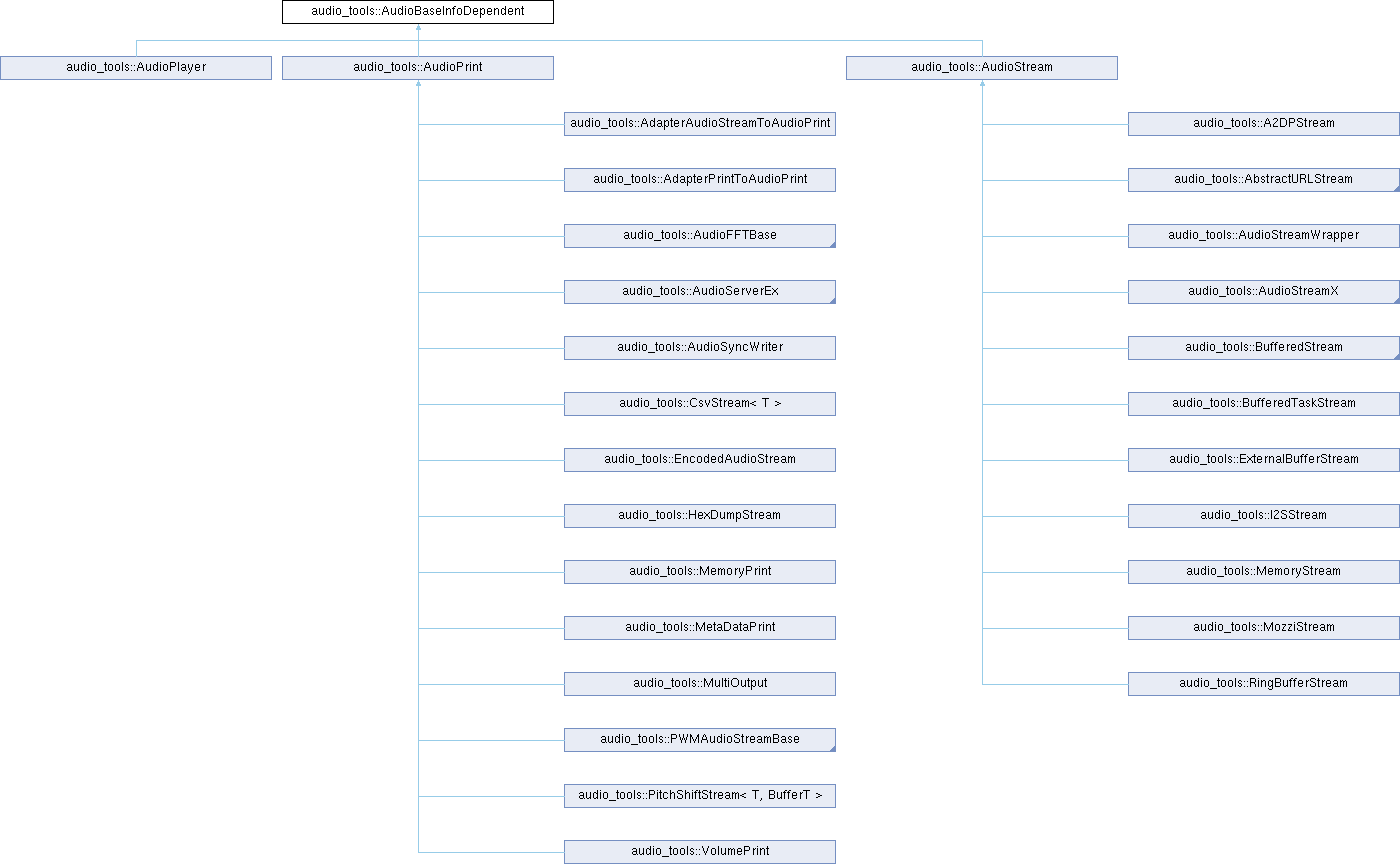 audio_tools::AudioBaseInfoDependent
audio_tools::AudioPlayer
audio_tools::AudioPrint
audio_tools::AudioStream
audio_tools::AdapterAudioStreamToAudioPrint
audio_tools::A2DPStream
audio_tools::AdapterPrintToAudioPrint
audio_tools::AbstractURLStream
audio_tools::AudioFFTBase
audio_tools::AudioStreamWrapper
audio_tools::AudioServerEx
audio_tools::AudioStreamX
audio_tools::AudioSyncWriter
audio_tools::BufferedStream
audio_tools::CsvStream< T >
audio_tools::BufferedTaskStream
audio_tools::EncodedAudioStream
audio_tools::ExternalBufferStream
audio_tools::HexDumpStream
audio_tools::I2SStream
audio_tools::MemoryPrint
audio_tools::MemoryStream
audio_tools::MetaDataPrint
audio_tools::MozziStream
audio_tools::MultiOutput
audio_tools::RingBufferStream
audio_tools::PWMAudioStreamBase
audio_tools::PitchShiftStream< T, BufferT >
audio_tools::VolumePrint